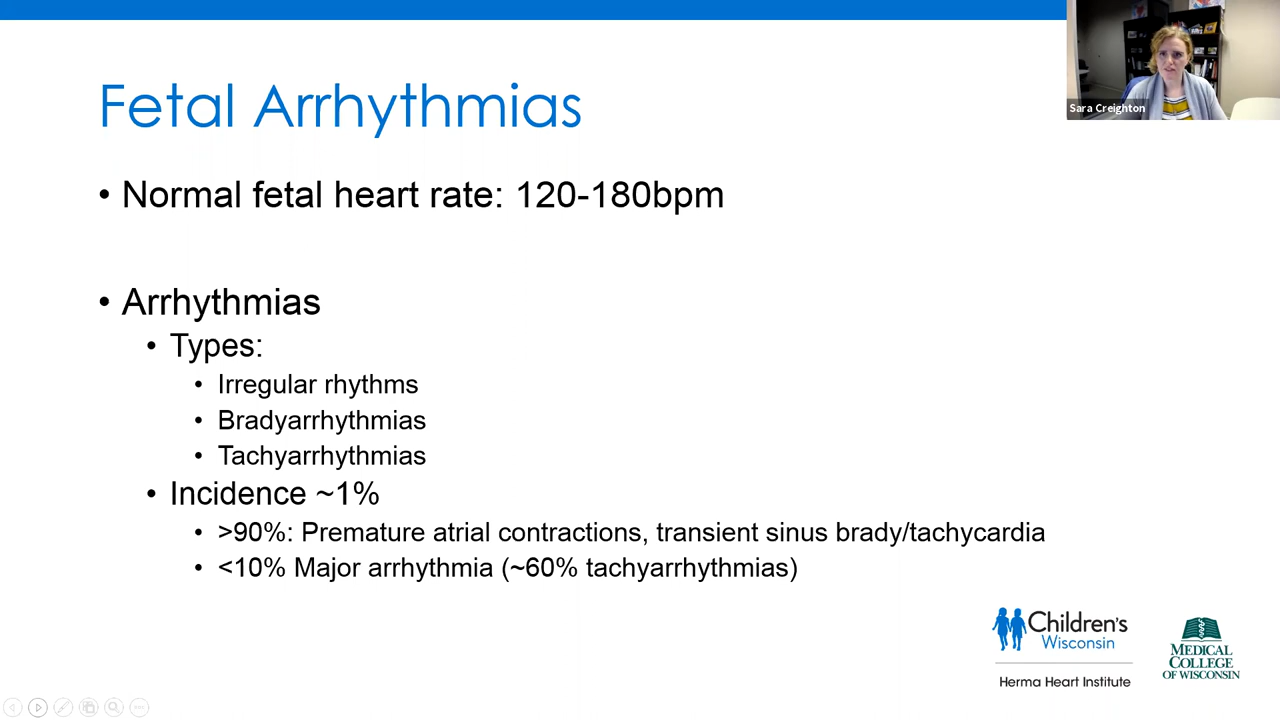 Sara Creighton
Fetal Arrhythmias
• Normal fetal heart rate: 120-180bpm
• Arrhythmias
• Types:
• Irregular rhythms
• Bradyarrhythmias
• Tachyarrhythmias
• Incidence ~1%
• >90%: Premature atrial contractions, transient sinus brady/tachycardia
• <10% Major arrhythmia (~60% tachyarrhythmias)
Children's
Wisconsin
Herma Heart Institute
MEDICAL
COLLEGE
OF WISCONSIN